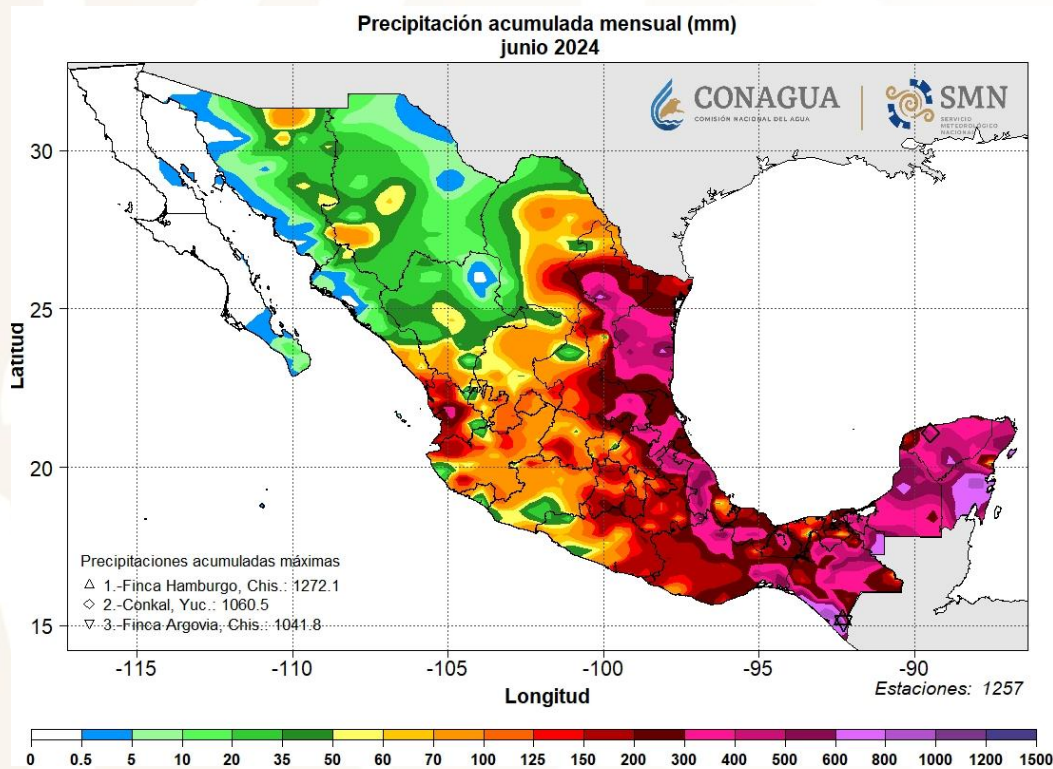 Precipitación acumulada mensual (mm)
junio 2024
CONAGUA
COMISIÓN NACIONAL DEL AGUA
SMN
SERVICIO
METEOROLÓGICO
NACIONAL
30
25
20
15
Latitud
Precipitaciones acumuladas máximas
△ 1.-Finca Hamburgo, Chis.: 1272.1
◇ 2.-Conkal, Yuc.: 1060.5
▽ 3.-Finca Argovia, Chis.: 1041.8
-115 -110 -105 -100 -95 -90
Longitud
Estaciones: 1257
0 0.5 5 10 20 35 50 60 70 100 125 150 200 300 400 500 600 800 1000 1200 1500